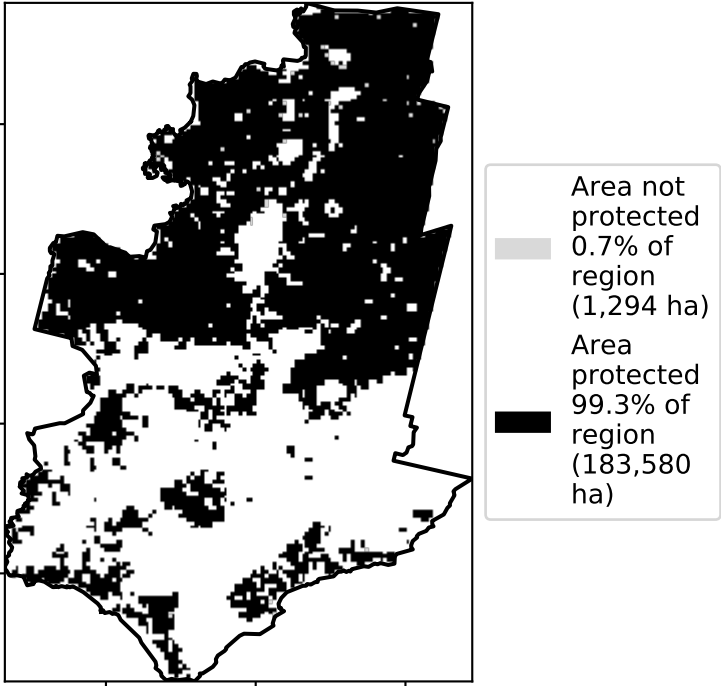 Area not
protected
0.7% of
region
(1,294 ha)
Area
protected
99.3% of
region
(183,580
ha)